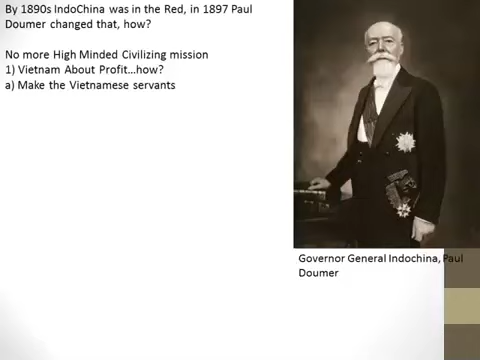 By 1890s IndoChina was in the Red, in 1897 Paul
Doumer changed that, how?
No more High Minded Civilizing mission
1) Vietnam About Profit…how?
a) Make the Vietnamese servants
Governor General Indochina, Paul
Doumer